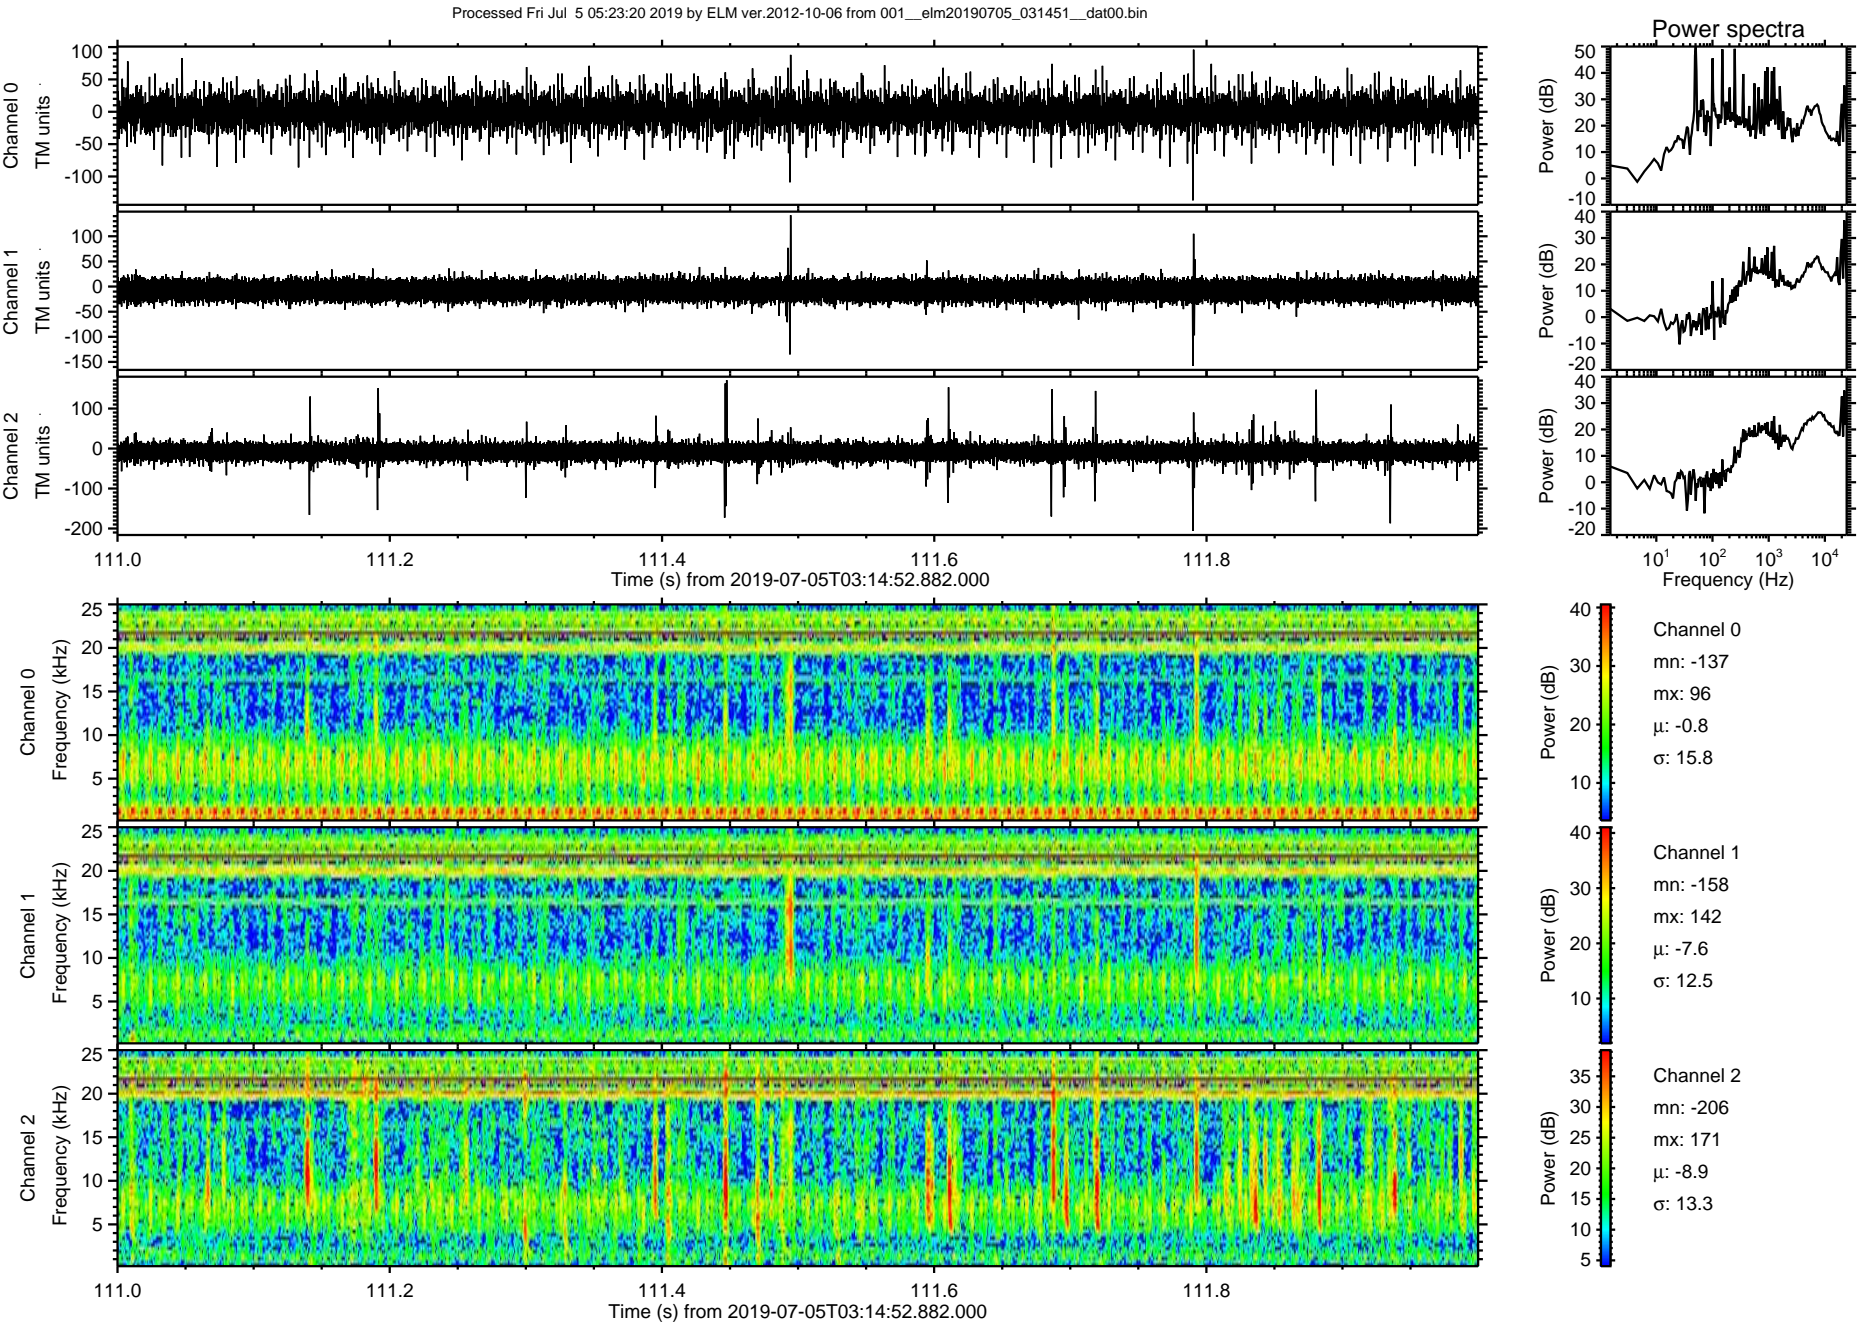 Processed Fri Jul  5 05:23:20 2019 by ELM ver.2012-10-06 from 001__elm20190705_031451__dat00.bin
Power spectra
Channel 0
TM units
100
50
0
-50
-100
Power (dB)
50
40
30
20
10
0
-10
Channel 1
TM units
100
50
0
-50
-100
-150
Power (dB)
40
30
20
10
0
-10
-20
Channel 2
TM units
100
0
-100
-200
Power (dB)
40
30
20
10
0
-10
-20
111.0 111.2 111.4 111.6 111.8
Time (s) from 2019-07-05T03:14:52.882.000
10¹ 10² 10³ 10⁴
Frequency (Hz)
Channel 0
Frequency (kHz)
25
20
15
10
5
Power (dB)
40
30
20
10
Channel 0
mn: -137
mx: 96
μ: -0.8
σ: 15.8
Channel 1
Frequency (kHz)
25
20
15
10
5
Power (dB)
40
30
20
10
Channel 1
mn: -158
mx: 142
μ: -7.6
σ: 12.5
Channel 2
Frequency (kHz)
25
20
15
10
5
Power (dB)
35
30
25
20
15
10
5
Channel 2
mn: -206
mx: 171
μ: -8.9
σ: 13.3
111.0 111.2 111.4 111.6 111.8
Time (s) from 2019-07-05T03:14:52.882.000